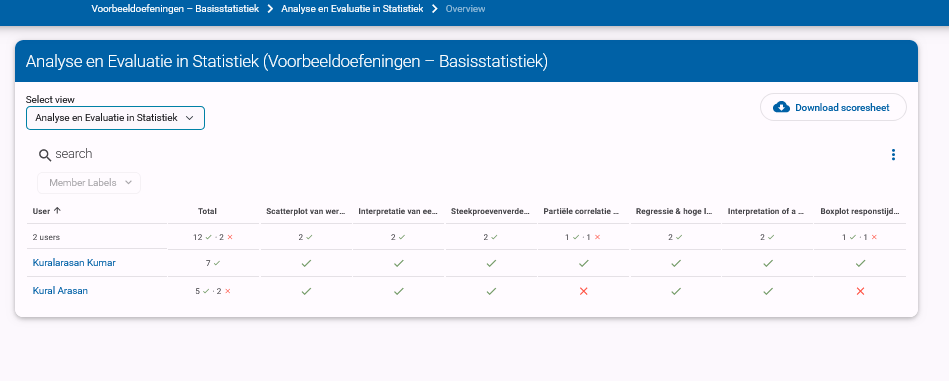 Voorbeeldoefeningen – Basisstatistiek > Analyse en Evaluatie in Statistiek > Overview
Analyse en Evaluatie in Statistiek (Voorbeeldoefeningen – Basisstatistiek)
Select view
Analyse en Evaluatie in Statistiek
Download scoresheet
search
Member Labels
User ↑ Total Scatterplot van wer... Interpretatie van ee... Steekproevenverde... Partiële correlatie ... Regressie & hoge l... Interpretation of a ... Boxplot responstijd...
2 users 12 ✓ · 2 ✗ 2 ✓ 2 ✓ 2 ✓ 1 ✓ · 1 ✗ 2 ✓ 2 ✓ 1 ✓ · 1 ✗
Kuralarasan Kumar 7 ✓ ✓ ✓ ✓ ✓ ✓ ✓ ✓
Kural Arasan 5 ✓ · 2 ✗ ✓ ✓ ✓ ✗ ✓ ✓ ✗